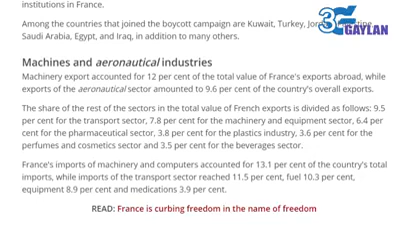 institutions in France.
Among the countries that joined the boycott campaign are Kuwait, Turkey,
Saudi Arabia, Egypt, and Iraq, in addition to many others.
GAYLAN
Machines and aeronautical industries
Machinery export accounted for 12 per cent of the total value of France's exports abroad, while
exports of the aeronautical sector amounted to 9.6 per cent of the country's overall exports.
The share of the rest of the sectors in the total value of French exports is divided as follows: 9.5
per cent for the transport sector, 7.8 per cent for the machinery and equipment sector, 6.4 per
cent for the pharmaceutical sector, 3.8 per cent for the plastics industry, 3.6 per cent for the
perfumes and cosmetics sector and 3.5 per cent for the beverages sector.
France's imports of machinery and computers accounted for 13.1 per cent of the country's total
imports, while imports of the transport sector reached 11.5 per cent, fuel 10.3 per cent,
equipment 8.9 per cent and medications 3.9 per cent.
READ: France is curbing freedom in the name of freedom